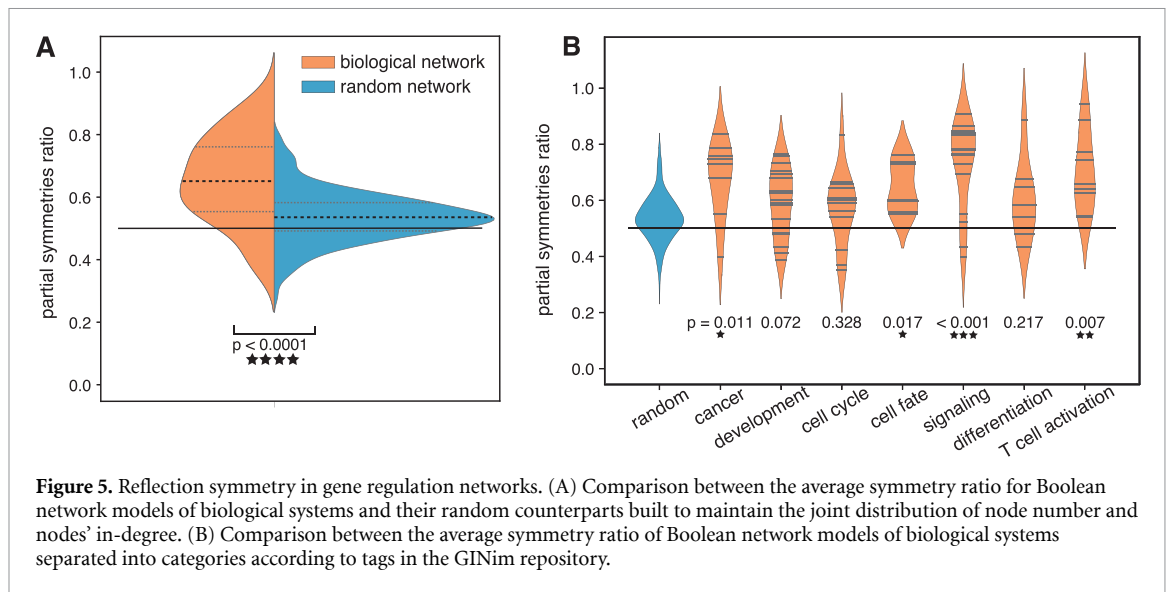 A
partial symmetries ratio
1.0
0.8
0.6
0.4
0.2
0.0
biological network
random network
p < 0.0001
★★★★
B
partial symmetries ratio
1.0
0.8
0.6
0.4
0.2
0.0
p = 0.011 0.072 0.328 0.017 < 0.001 0.217 0.007
★ ★ ★★★ ★★
random cancer development cell cycle cell fate signaling differentiation T cell activation
Figure 5. Reflection symmetry in gene regulation networks. (A) Comparison between the average symmetry ratio for Boolean
network models of biological systems and their random counterparts built to maintain the joint distribution of node number and
nodes’ in-degree. (B) Comparison between the average symmetry ratio of Boolean network models of biological systems
separated into categories according to tags in the GINim repository.